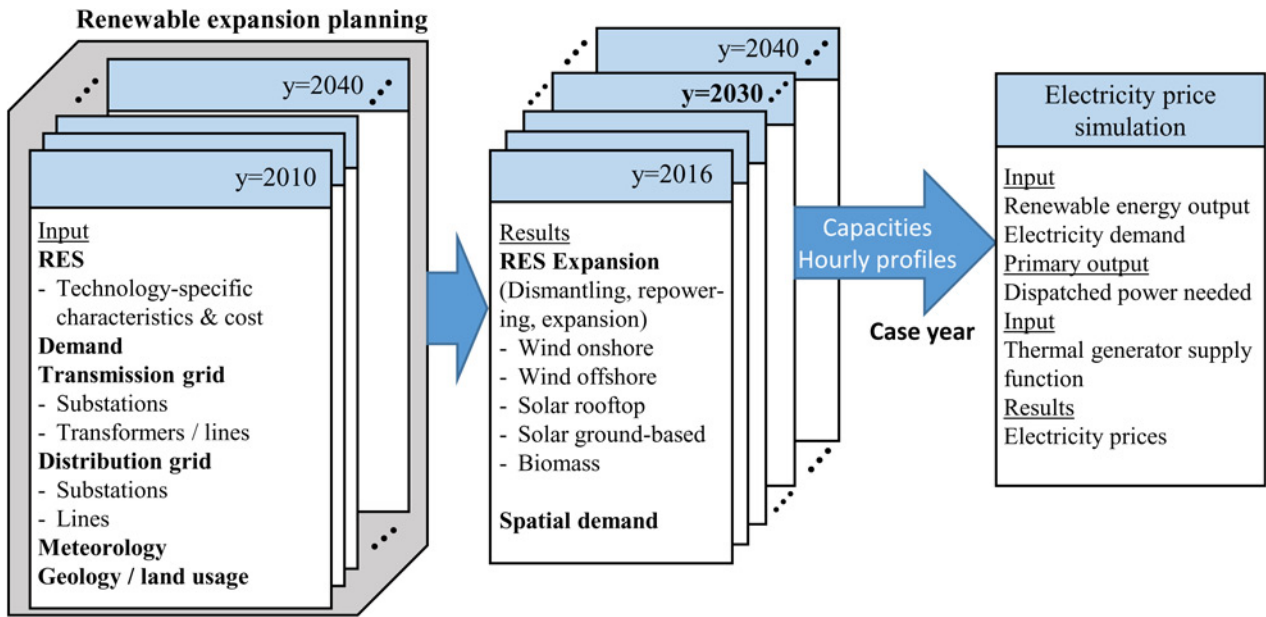 Renewable expansion planning
y=2040
y=2010
Input
RES
- Technology-specific
characteristics & cost
Demand
Transmission grid
- Substations
- Transformers / lines
Distribution grid
- Substations
- Lines
Meteorology
Geology / land usage
y=2040
y=2030
y=2016
Results
RES Expansion
(Dismantling, repower-
ing, expansion)
- Wind onshore
- Wind offshore
- Solar rooftop
- Solar ground-based
- Biomass
Spatial demand
Capacities
Hourly profiles
Case year
Electricity price
simulation
Input
Renewable energy output
Electricity demand
Primary output
Dispatched power needed
Input
Thermal generator supply
function
Results
Electricity prices